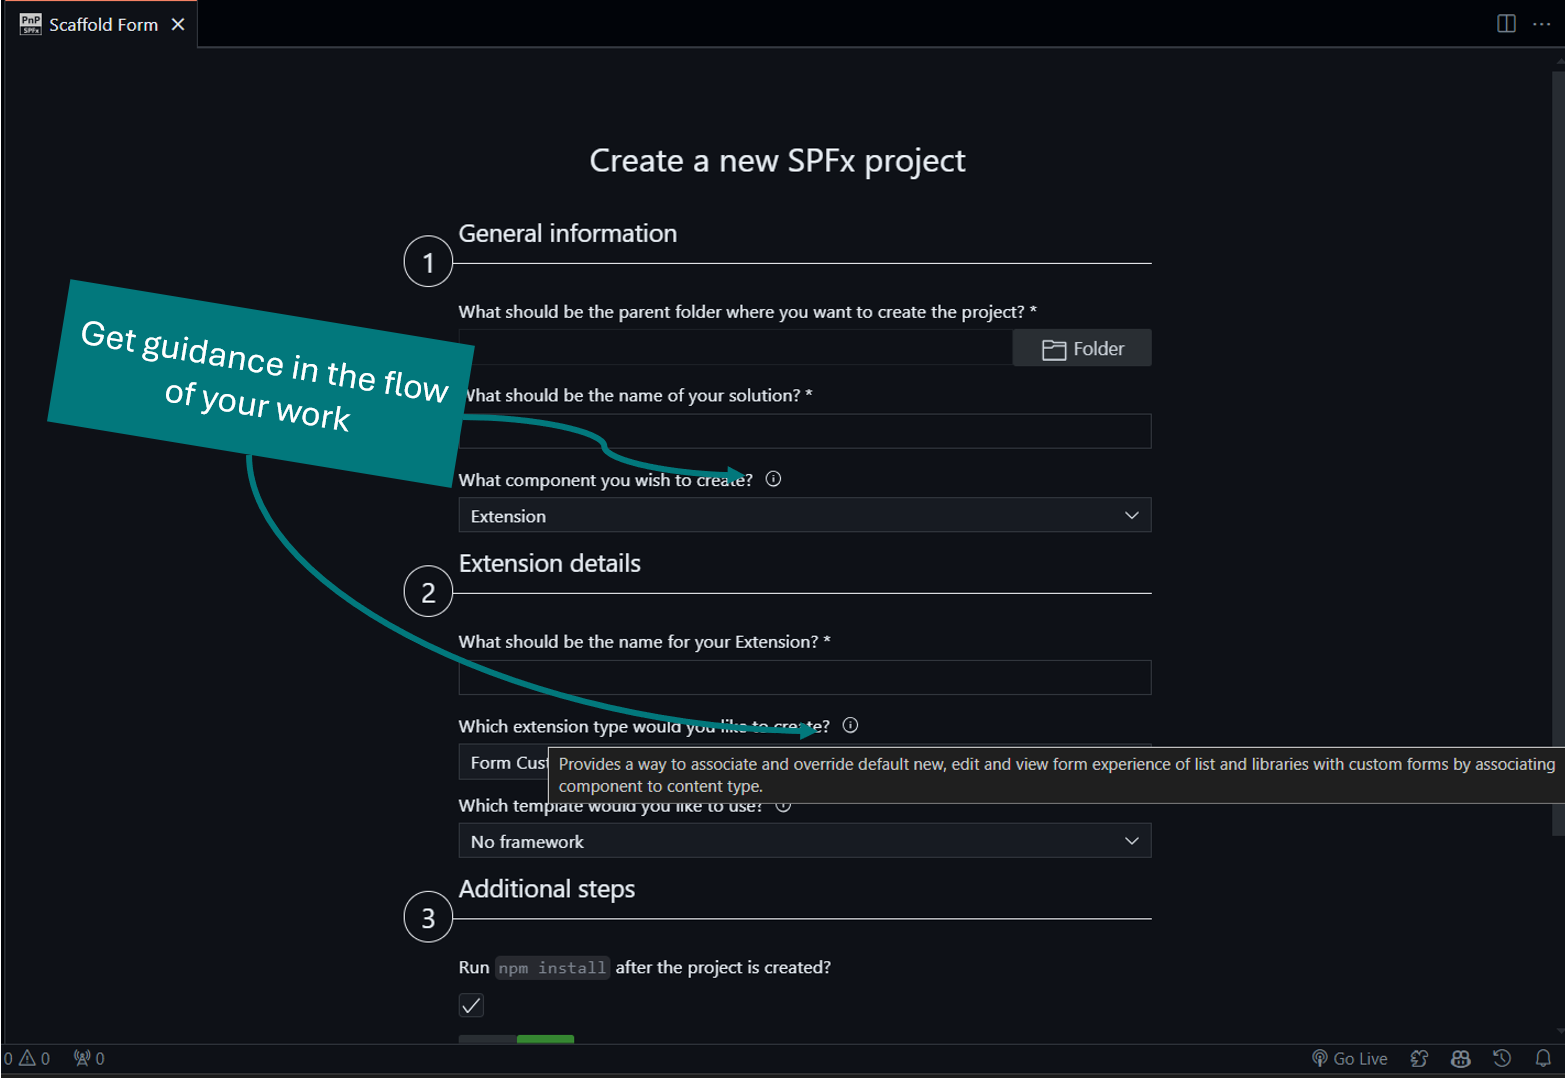 PnP
SPFx
Scaffold Form
Create a new SPFx project
1
General information
What should be the parent folder where you want to create the project? *
Folder
Get guidance in the flow
of your work
What should be the name of your solution? *
What component you wish to create?
Extension
2
Extension details
What should be the name for your Extension? *
Which extension type would you like to create?
Form Cust
Provides a way to associate and override default new, edit and view form experience of list and libraries with custom forms by associating
component to content type.
Which template would you like to use?
No framework
3
Additional steps
Run npm install after the project is created?
0 0 0
Go Live